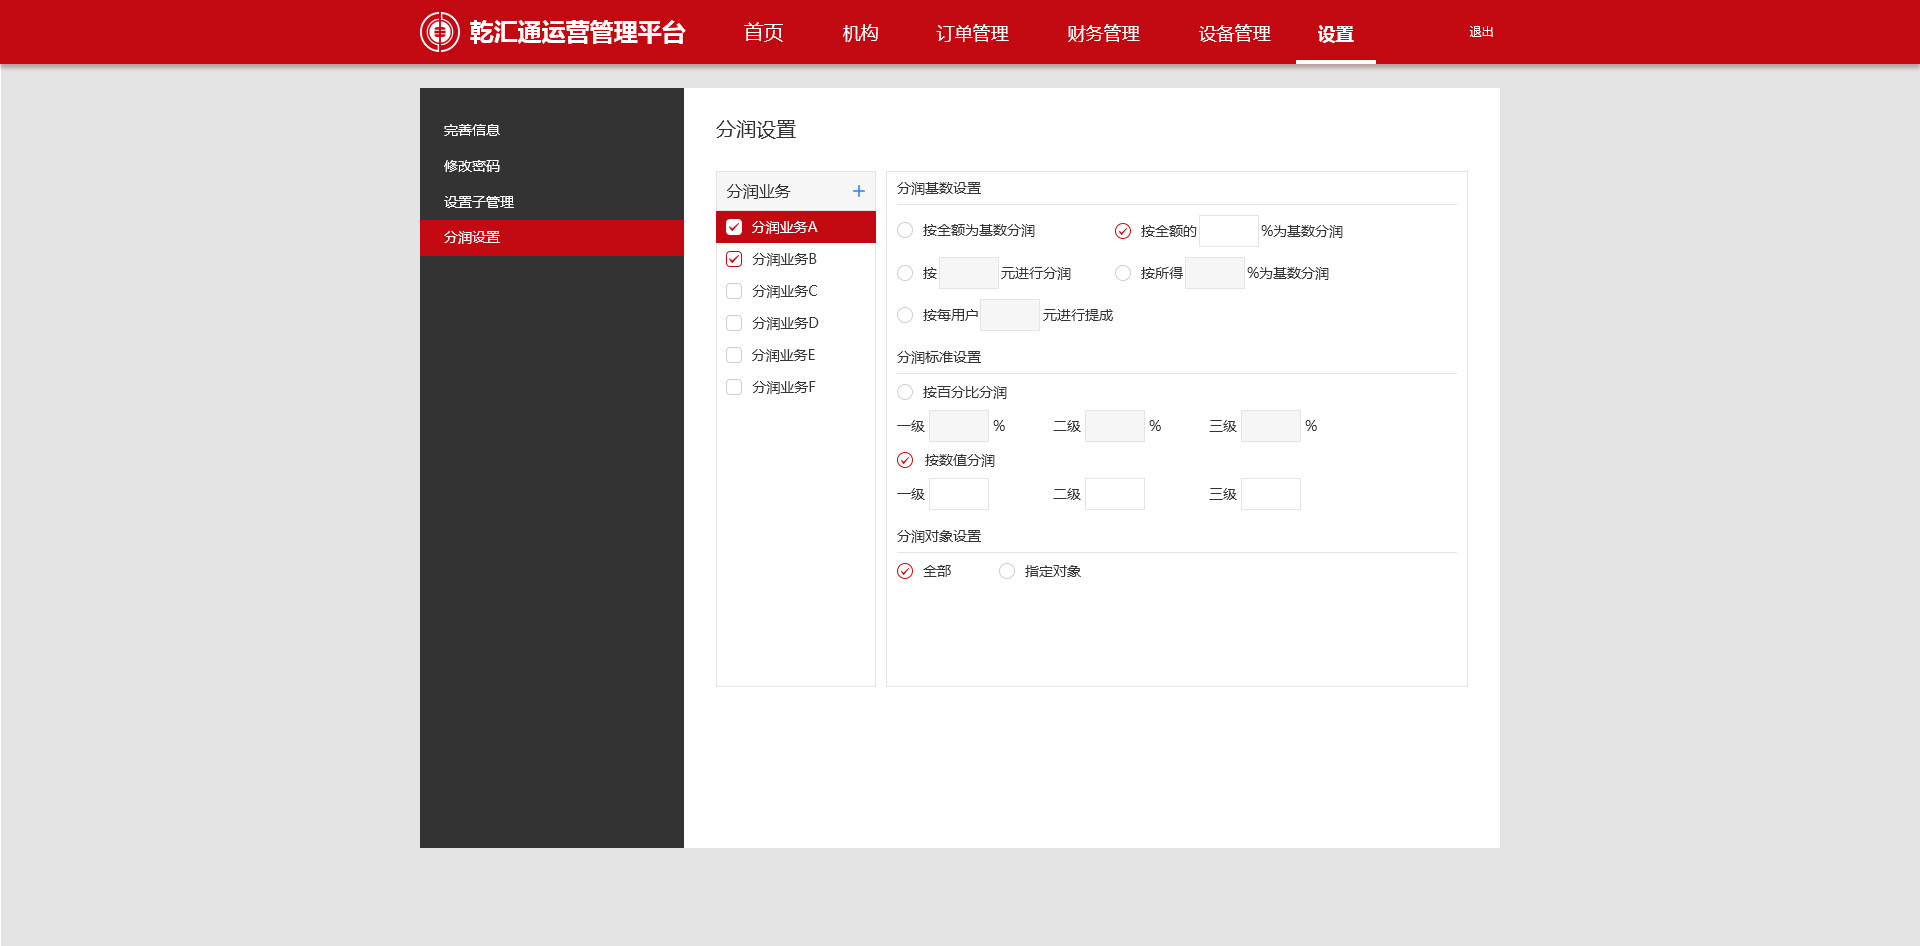 乾汇通运营管理平台 首页 机构 订单管理 财务管理 设备管理 设置 退出
完善信息
修改密码
设置子管理
分润设置
分润设置
分润业务 +
分润业务A
分润业务B
分润业务C
分润业务D
分润业务E
分润业务F
分润基数设置
按全额为基数分润 按全额的 %为基数分润
按 元进行分润 按所得 %为基数分润
按每用户 元进行提成
分润标准设置
按百分比分润
一级 % 二级 % 三级 %
按数值分润
一级 二级 三级
分润对象设置
全部 指定对象